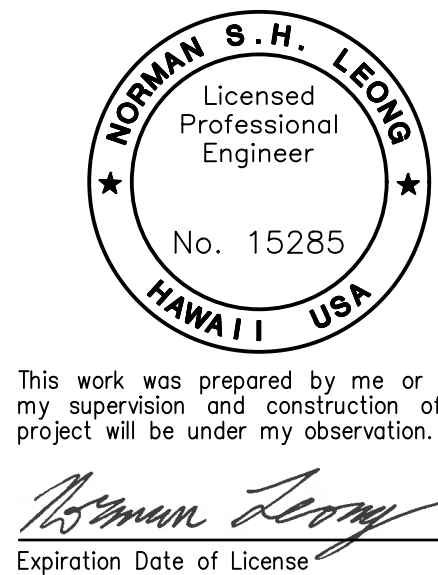 NORMAN S.H. LEONG
Licensed
Professional
Engineer
No. 15285
HAWAII USA
This work was prepared by me or
my supervision and construction of
project will be under my observation.
Norman Leong
Expiration Date of License